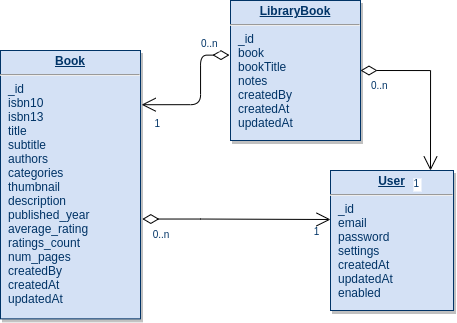 LibraryBook
_id
book
bookTitle
notes
createdBy
createdAt
updatedAt
0..n
1
0..n
Book
_id
isbn10
isbn13
title
subtitle
authors
categories
thumbnail
description
published_year
average_rating
ratings_count
num_pages
createdBy
createdAt
updatedAt
0..n
1
User
1
_id
email
password
settings
createdAt
updatedAt
enabled